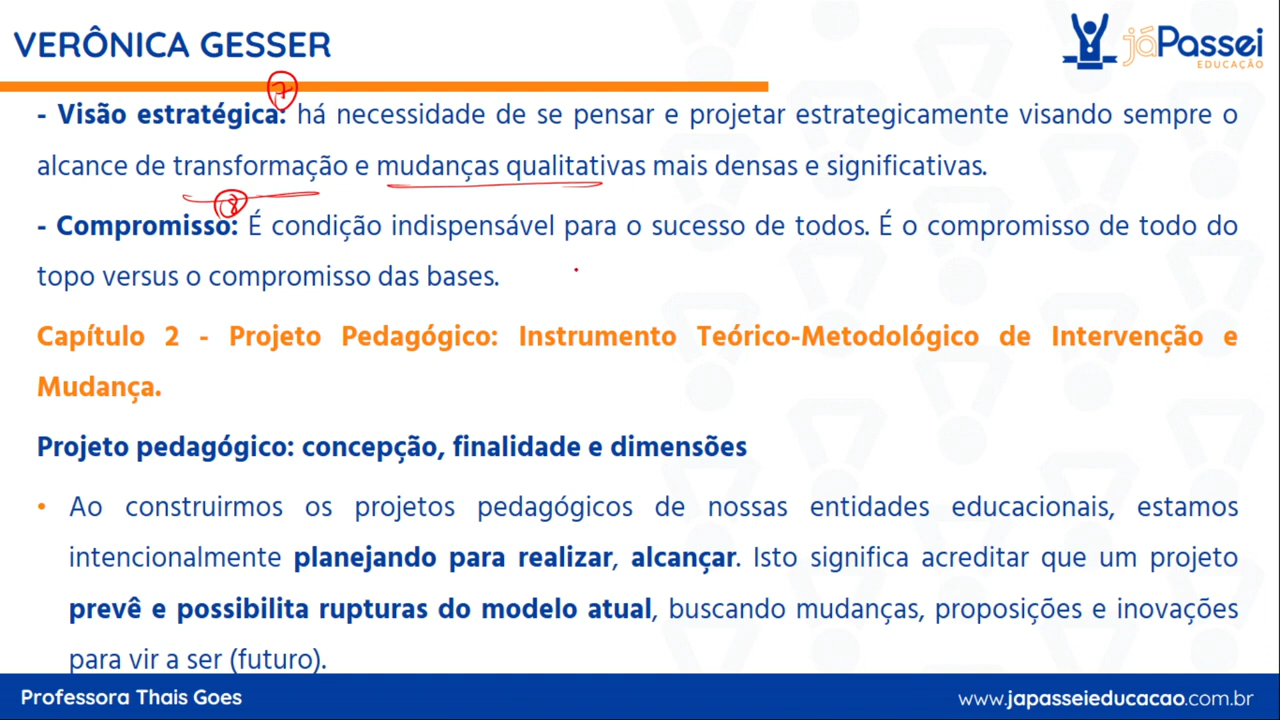 VERÔNICA GESSER
jáPassei
EDUCAÇÃO
7
- Visão estratégica: há necessidade de se pensar e projetar estrategicamente visando sempre o
alcance de transformação e mudanças qualitativas mais densas e significativas.
8
- Compromisso: É condição indispensável para o sucesso de todos. É o compromisso de todo do
topo versus o compromisso das bases.
Capítulo 2 - Projeto Pedagógico: Instrumento Teórico-Metodológico de Intervenção e
Mudança.
Projeto pedagógico: concepção, finalidade e dimensões
• Ao construirmos os projetos pedagógicos de nossas entidades educacionais, estamos
intencionalmente planejando para realizar, alcançar. Isto significa acreditar que um projeto
prevê e possibilita rupturas do modelo atual, buscando mudanças, proposições e inovações
para vir a ser (futuro).
Professora Thais Goes
www.japasseieducacao.com.br